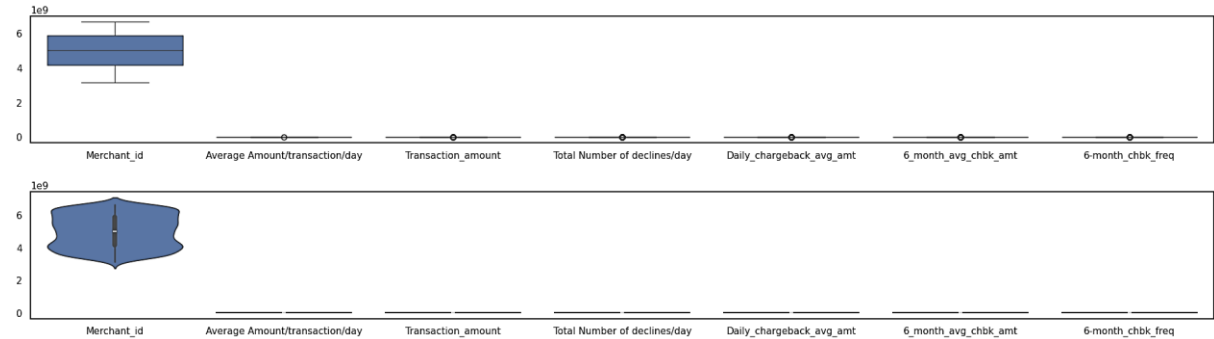 1e9
6
4
2
0
Merchant_id Average Amount/transaction/day Transaction_amount Total Number of declines/day Daily_chargeback_avg_amt 6_month_avg_chbk_amt 6-month_chbk_freq
1e9
6
4
2
0
Merchant_id Average Amount/transaction/day Transaction_amount Total Number of declines/day Daily_chargeback_avg_amt 6_month_avg_chbk_amt 6-month_chbk_freq